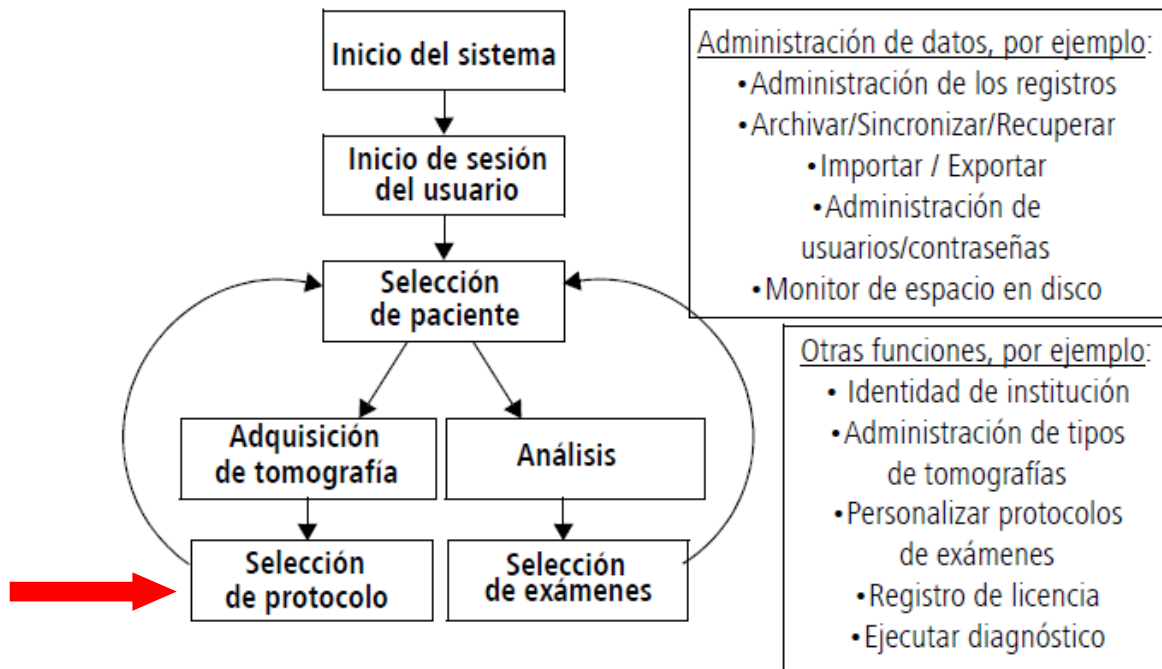 Inicio del sistema
Inicio de sesión
del usuario
Selección
de paciente
Adquisición
de tomografía
Análisis
Selección
de protocolo
Selección
de exámenes
Administración de datos, por ejemplo:
•Administración de los registros
•Archivar/Sincronizar/Recuperar
•Importar / Exportar
•Administración de
usuarios/contraseñas
•Monitor de espacio en disco
Otras funciones, por ejemplo:
• Identidad de institución
•Administración de tipos
de tomografías
•Personalizar protocolos
de exámenes
•Registro de licencia
•Ejecutar diagnóstico